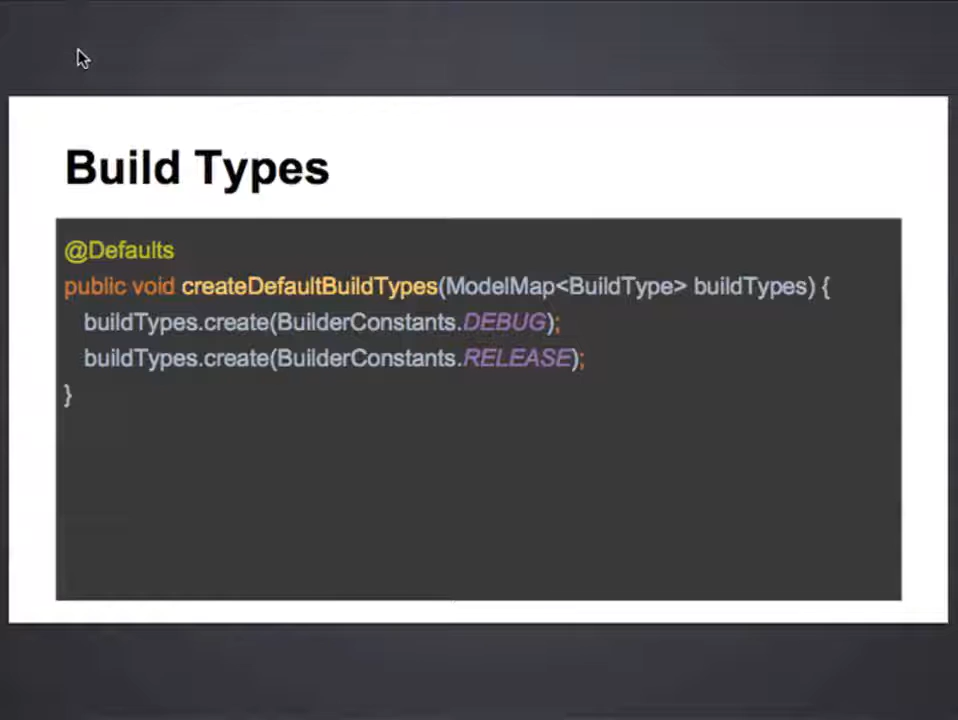 Build Types
@Defaults
public void createDefaultBuildTypes(ModelMap<BuildType> buildTypes) {
buildTypes.create(BuilderConstants.DEBUG);
buildTypes.create(BuilderConstants.RELEASE);
}